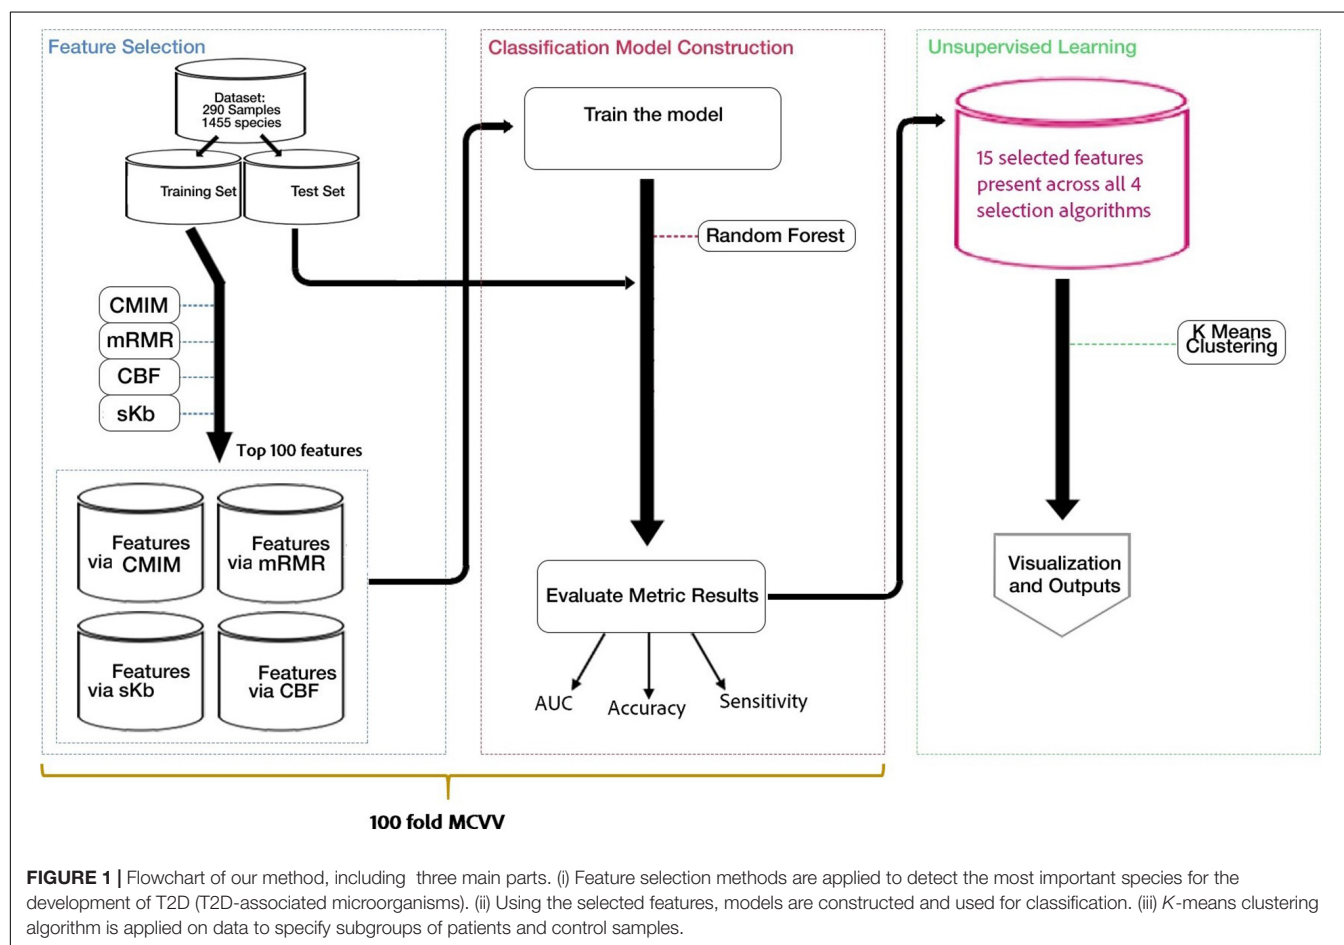 Feature Selection
Dataset:
290 Samples
1455 species
Training Set
Test Set
CMIM
mRMR
CBF
sKb
Top 100 features
Features
via CMIM
Features
via mRMR
Features
via sKb
Features
via CBF
Classification Model Construction
Train the model
Random Forest
Evaluate Metric Results
AUC
Accuracy
Sensitivity
Unsupervised Learning
15 selected features
present across all 4
selection algorithms
K Means
Clustering
Visualization
and Outputs
100 fold MCVV
FIGURE 1 | Flowchart of our method, including three main parts. (i) Feature selection methods are applied to detect the most important species for the
development of T2D (T2D-associated microorganisms). (ii) Using the selected features, models are constructed and used for classification. (iii) K-means clustering
algorithm is applied on data to specify subgroups of patients and control samples.